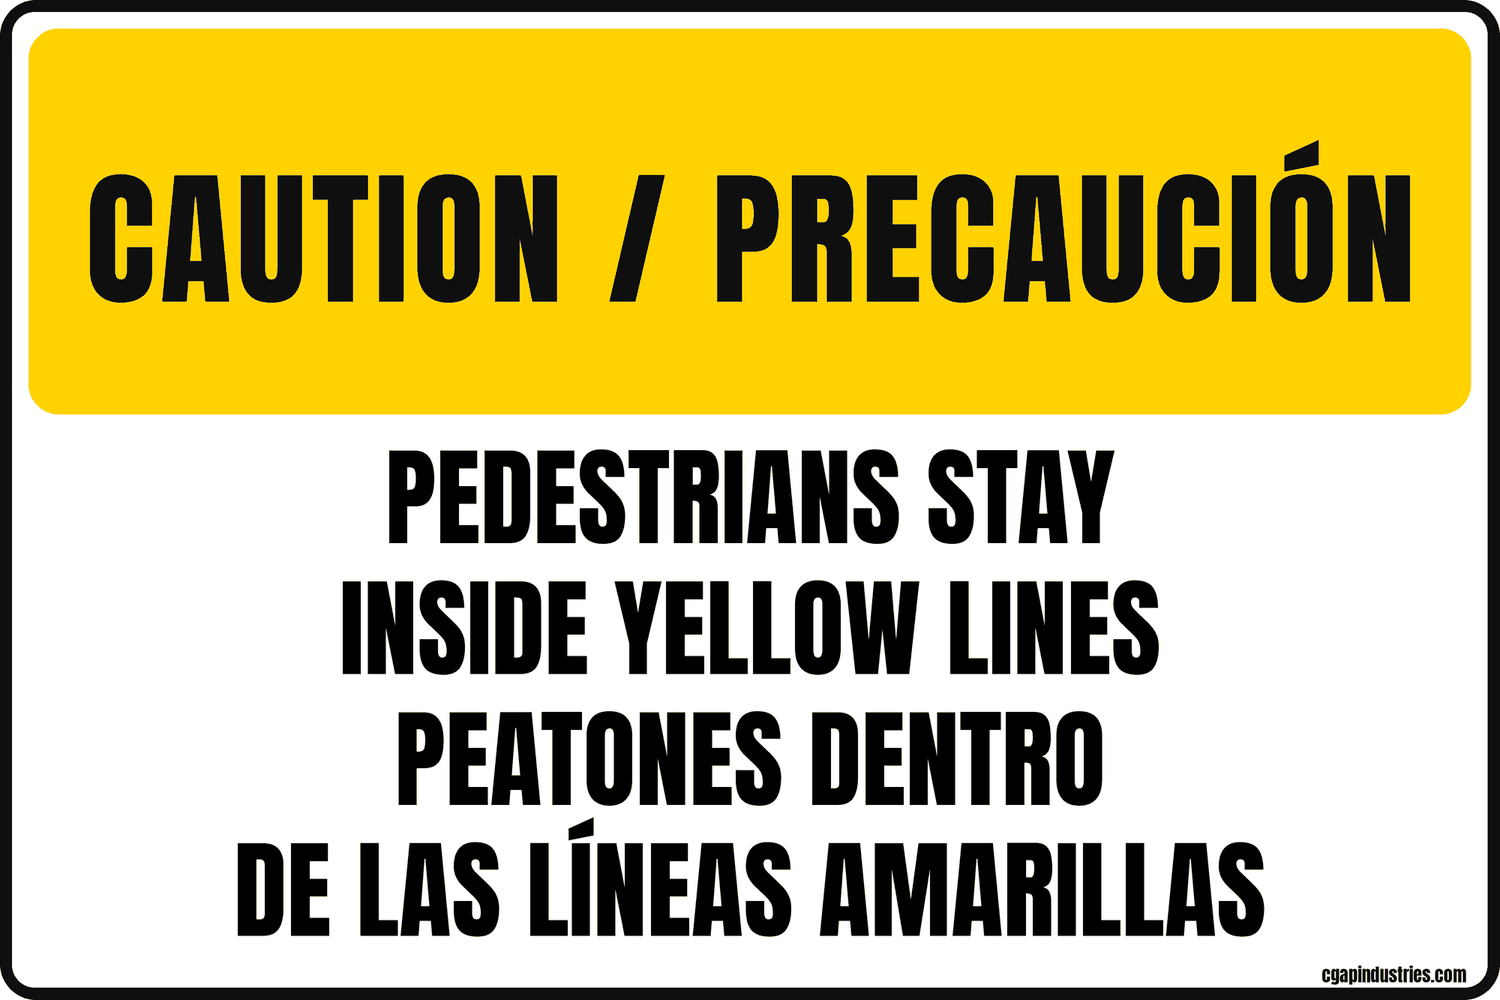 CAUTION / PRECAUCIÓN
PEDESTRIANS STAY
INSIDE YELLOW LINES
PEATONES DENTRO
DE LAS LÍNEAS AMARILLAS
cgapindustries.com